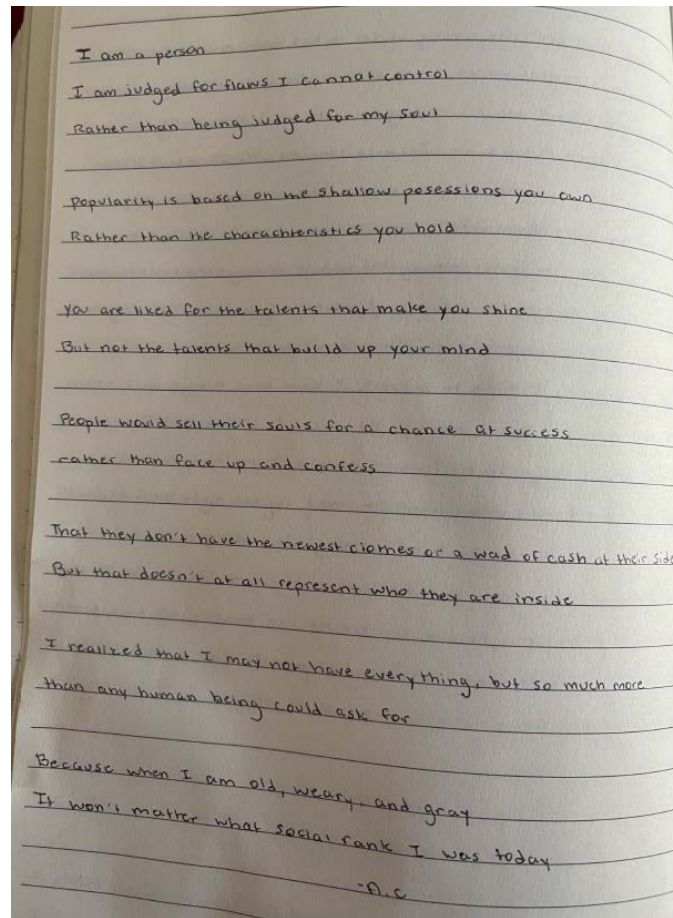 I am a person
I am judged for flaws I cannot control
Rather than being judged for my soul
Popularity is based on the shallow posessions you own
Rather than the charachteristics you hold
You are liked for the talents that make you shine
But not the talents that build up your mind
People would sell their souls for a chance at success
rather than face up and confess
That they don't have the newest clothes or a wad of cash at their side
But that doesn't at all represent who they are inside
I realized that I may not have everything, but so much more
than any human being could ask for
Because when I am old, weary, and gray
It won't matter what social rank I was today
-A.C